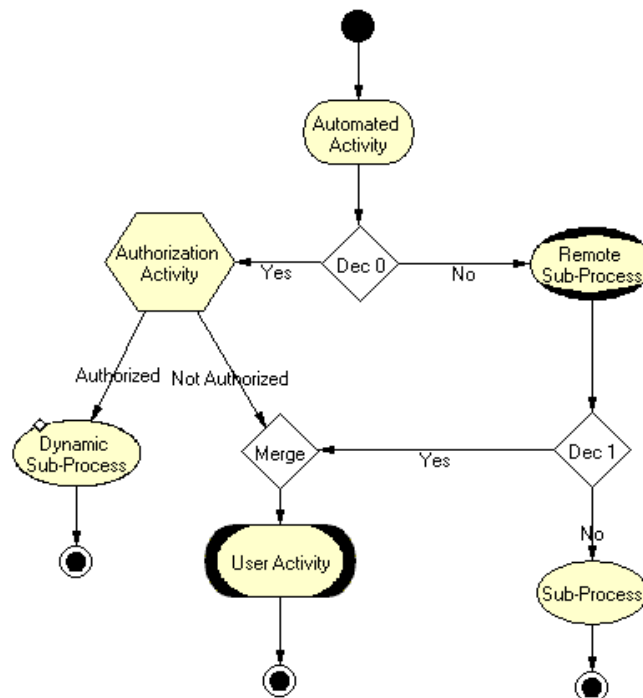 Automated
Activity
Authorization
Activity
Yes
Dec 0
No
Remote
Sub-Process
Authorized
Not Authorized
Dynamic
Sub-Process
Merge
Yes
Dec 1
No
User Activity
Sub-Process